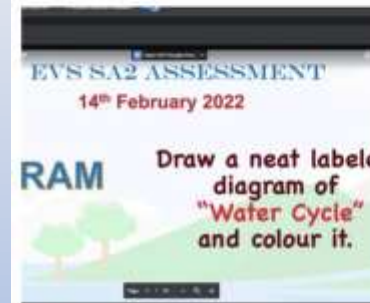 EVS SA2 ASSESSMENT
14th February 2022
RAM
Draw a neat labele
diagram of
"Water Cycle"
and colour it.